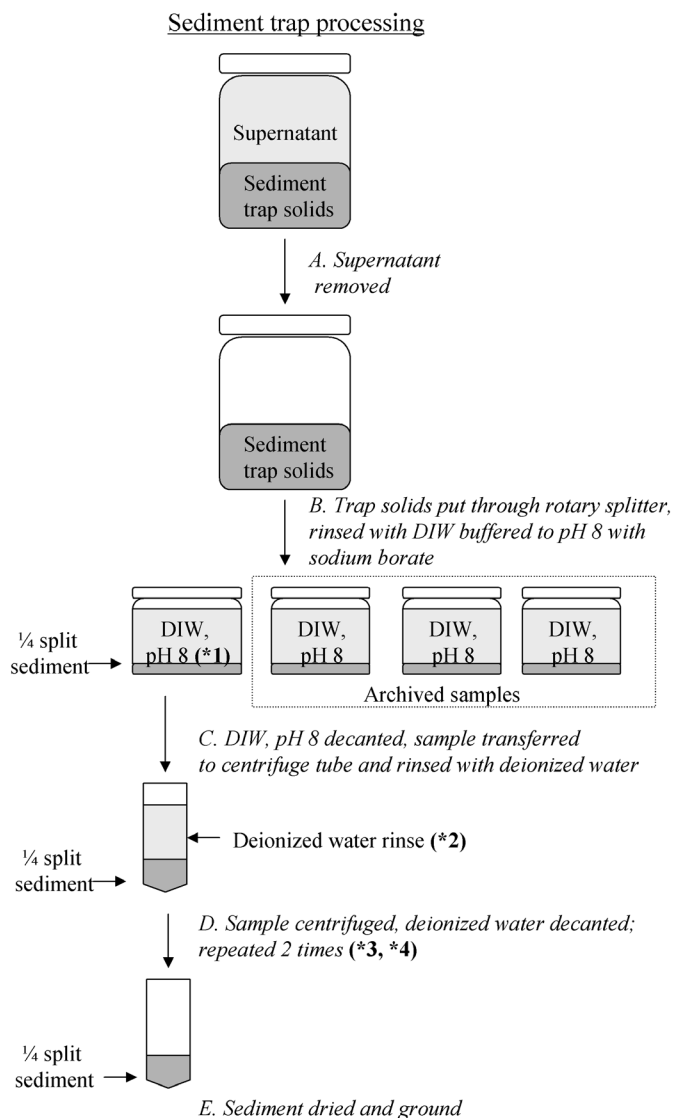 Sediment trap processing
Supernatant
Sediment
trap solids
A. Supernatant
removed
Sediment
trap solids
B. Trap solids put through rotary splitter,
rinsed with DIW buffered to pH 8 with
sodium borate
¼ split
sediment
DIW,
pH 8 (*1)
DIW,
pH 8
DIW,
pH 8
DIW,
pH 8
Archived samples
C. DIW, pH 8 decanted, sample transferred
to centrifuge tube and rinsed with deionized water
Deionized water rinse (*2)
¼ split
sediment
D. Sample centrifuged, deionized water decanted;
repeated 2 times (*3, *4)
¼ split
sediment
E. Sediment dried and ground